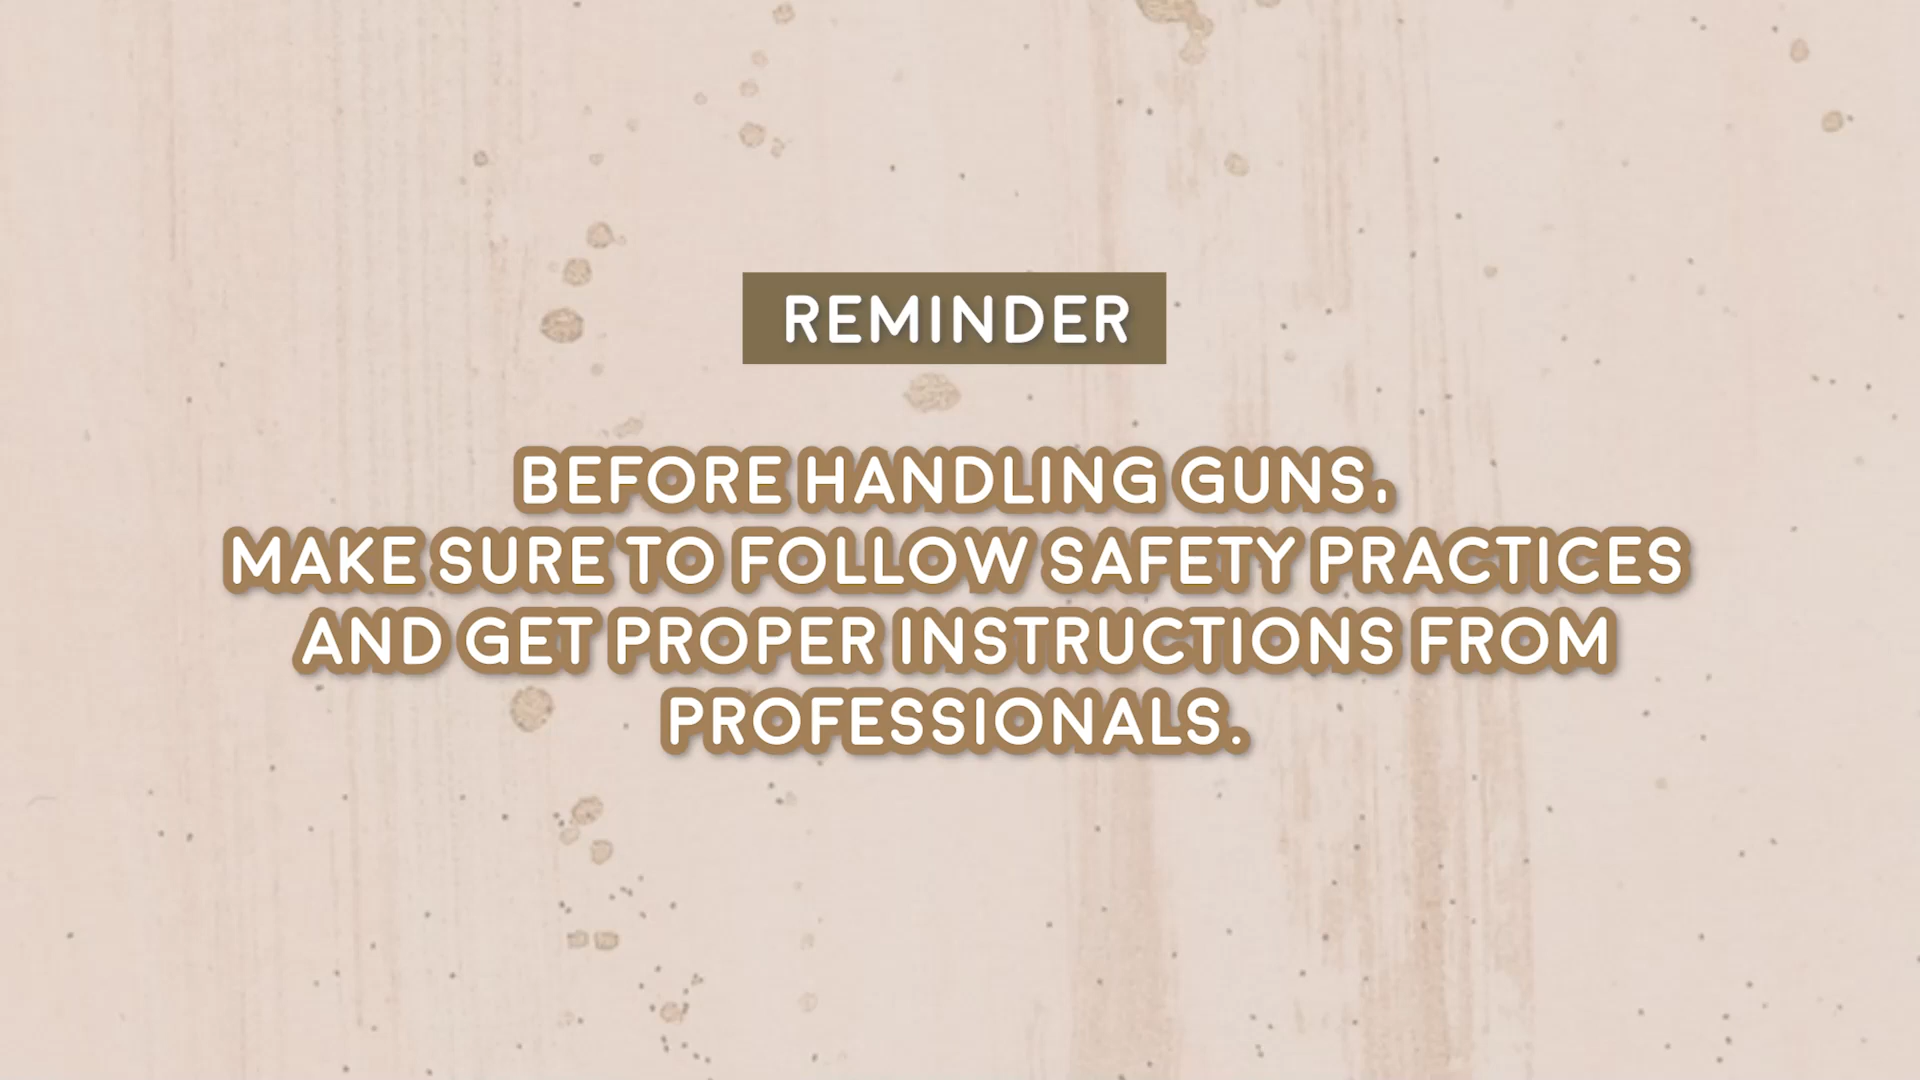 REMINDER
BEFORE HANDLING GUNS.
MAKE SURE TO FOLLOW SAFETY PRACTICES
AND GET PROPER INSTRUCTIONS FROM
PROFESSIONALS.